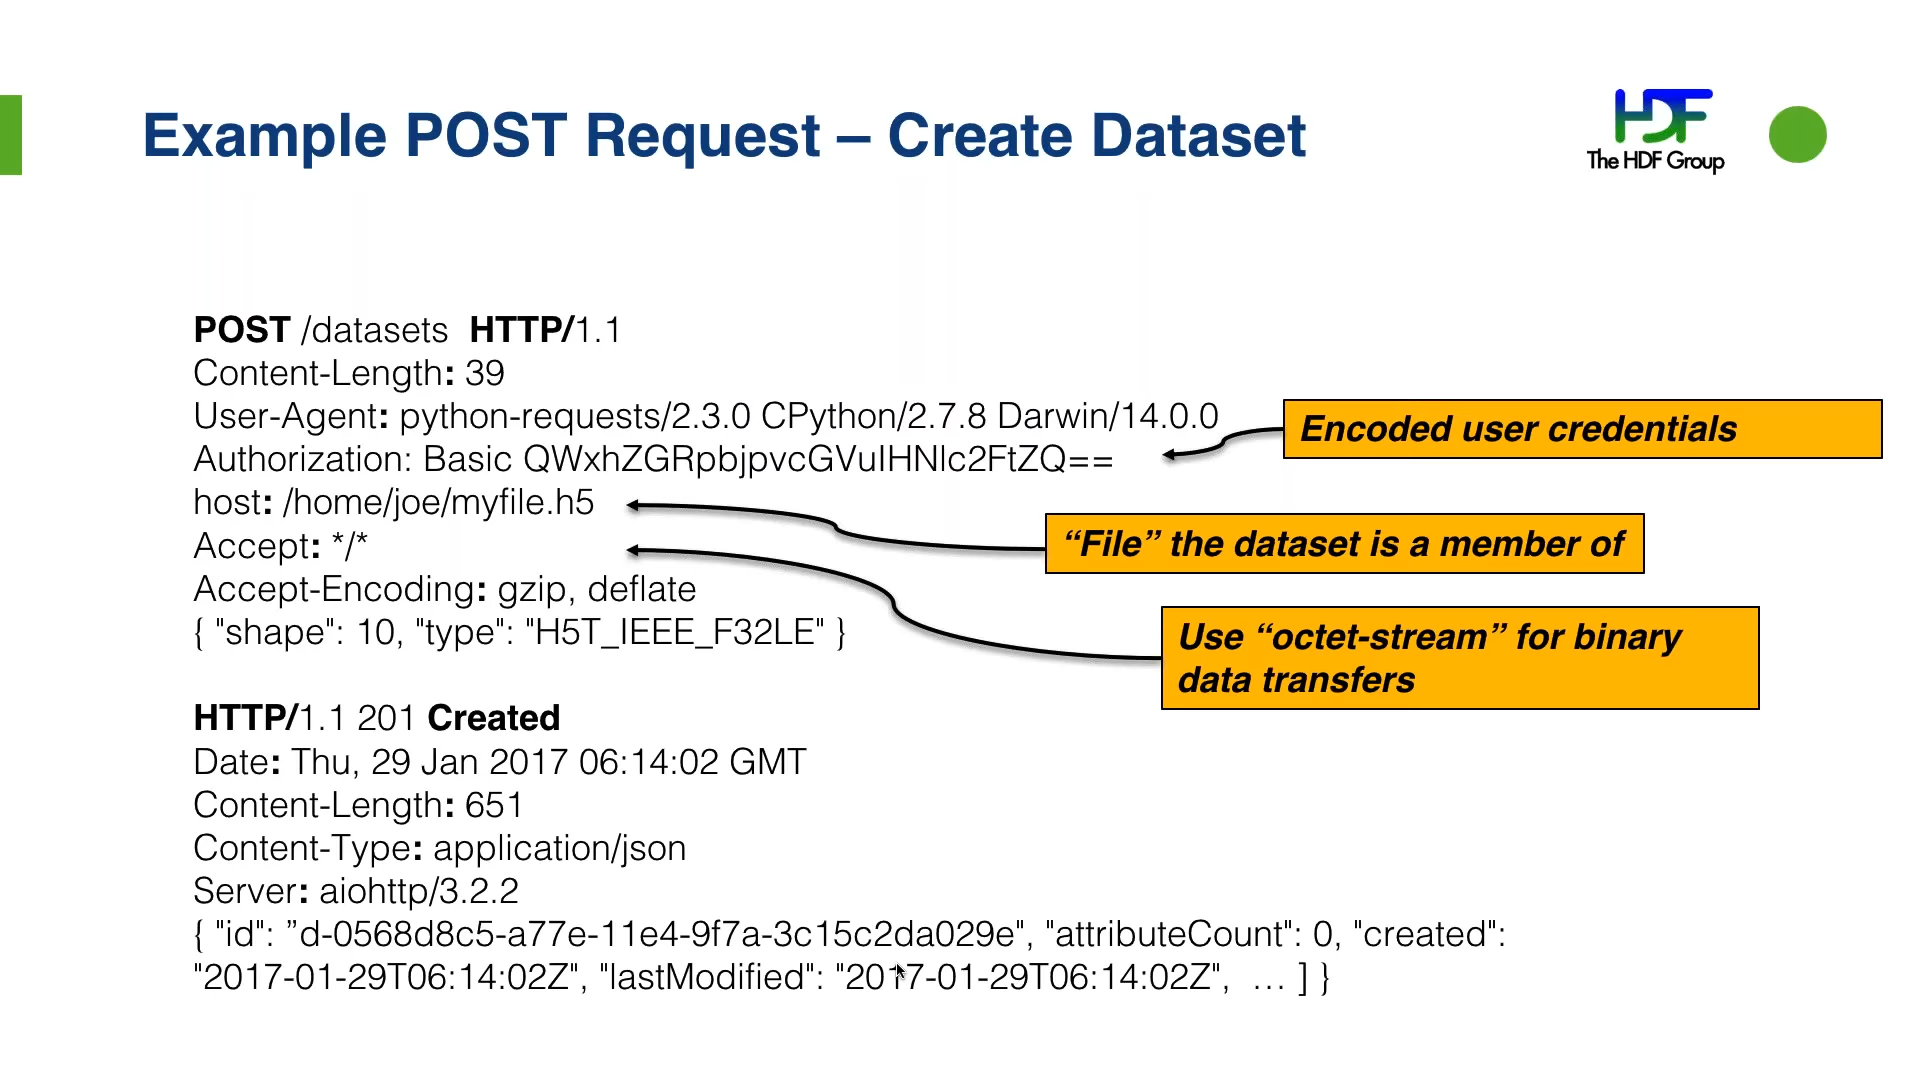 Example POST Request – Create Dataset
HDF
The HDF Group
POST /datasets  HTTP/1.1
Content-Length: 39
User-Agent: python-requests/2.3.0 CPython/2.7.8 Darwin/14.0.0
Authorization: Basic QWxhZGRpbjpvcGVuIHNlc2FtZQ==
host: /home/joe/myfile.h5
Accept: */*
Accept-Encoding: gzip, deflate
{ "shape": 10, "type": "H5T_IEEE_F32LE" }
Encoded user credentials
“File” the dataset is a member of
Use “octet-stream” for binary
data transfers
HTTP/1.1 201 Created
Date: Thu, 29 Jan 2017 06:14:02 GMT
Content-Length: 651
Content-Type: application/json
Server: aiohttp/3.2.2
{ "id": ”d-0568d8c5-a77e-11e4-9f7a-3c15c2da029e", "attributeCount": 0, "created":
"2017-01-29T06:14:02Z", "lastModified": "2017-01-29T06:14:02Z",  … ] }